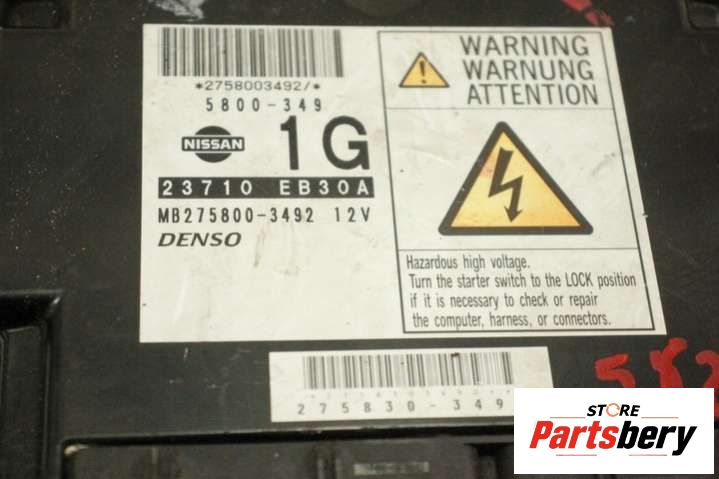 *2758003492/*
5800-349
NISSAN
1G
23710 EB30A
MB275800-3492 12V
DENSO
WARNING
WARNUNG
ATTENTION
Hazardous high voltage.
Turn the starter switch to the LOCK position
if it is necessary to check or repair
the computer, harness, or connectors.
275830-349
STORE
Partsbery